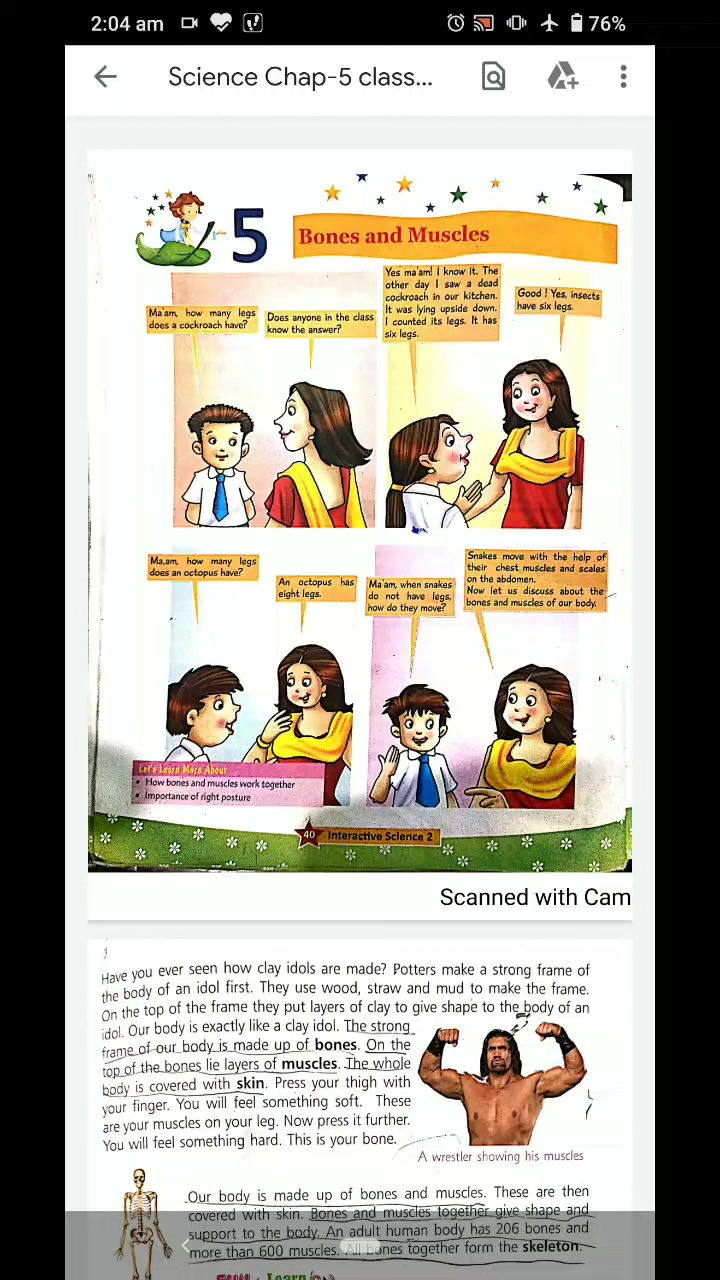 2:04 am
76%
Science Chap-5 class...
5
Bones and Muscles
Ma'am, how many legs
does a cockroach have?
Does anyone in the class
know the answer?
Yes ma'am! I know it. The
other day I saw a dead
cockroach in our kitchen.
It was lying upside down.
I counted its legs. It has
six legs.
Good ! Yes, insects
have six legs.
Ma,am, how many legs
does an octopus have?
An octopus has
eight legs.
Ma'am, when snakes
do not have legs,
how do they move?
Snakes move with the help of
their chest muscles and scales
on the abdomen.
Now let us discuss about the
bones and muscles of our body.
Let's Learn More About
• How bones and muscles work together
• Importance of right posture
40 Interactive Science 2
Scanned with Cam
Have you ever seen how clay idols are made? Potters make a strong frame of
the body of an idol first. They use wood, straw and mud to make the frame.
On the top of the frame they put layers of clay to give shape to the body of an
idol. Our body is exactly like a clay idol. The strong
frame of our body is made up of bones. On the
top of the bones lie layers of muscles. The whole
body is covered with skin. Press your thigh with
your finger. You will feel something soft. These
are your muscles on your leg. Now press it further.
You will feel something hard. This is your bone.
A wrestler showing his muscles
Our body is made up of bones and muscles. These are then
covered with skin. Bones and muscles together give shape and
support to the body. An adult human body has 206 bones and
more than 600 muscles. All bones together form the skeleton.
Learn